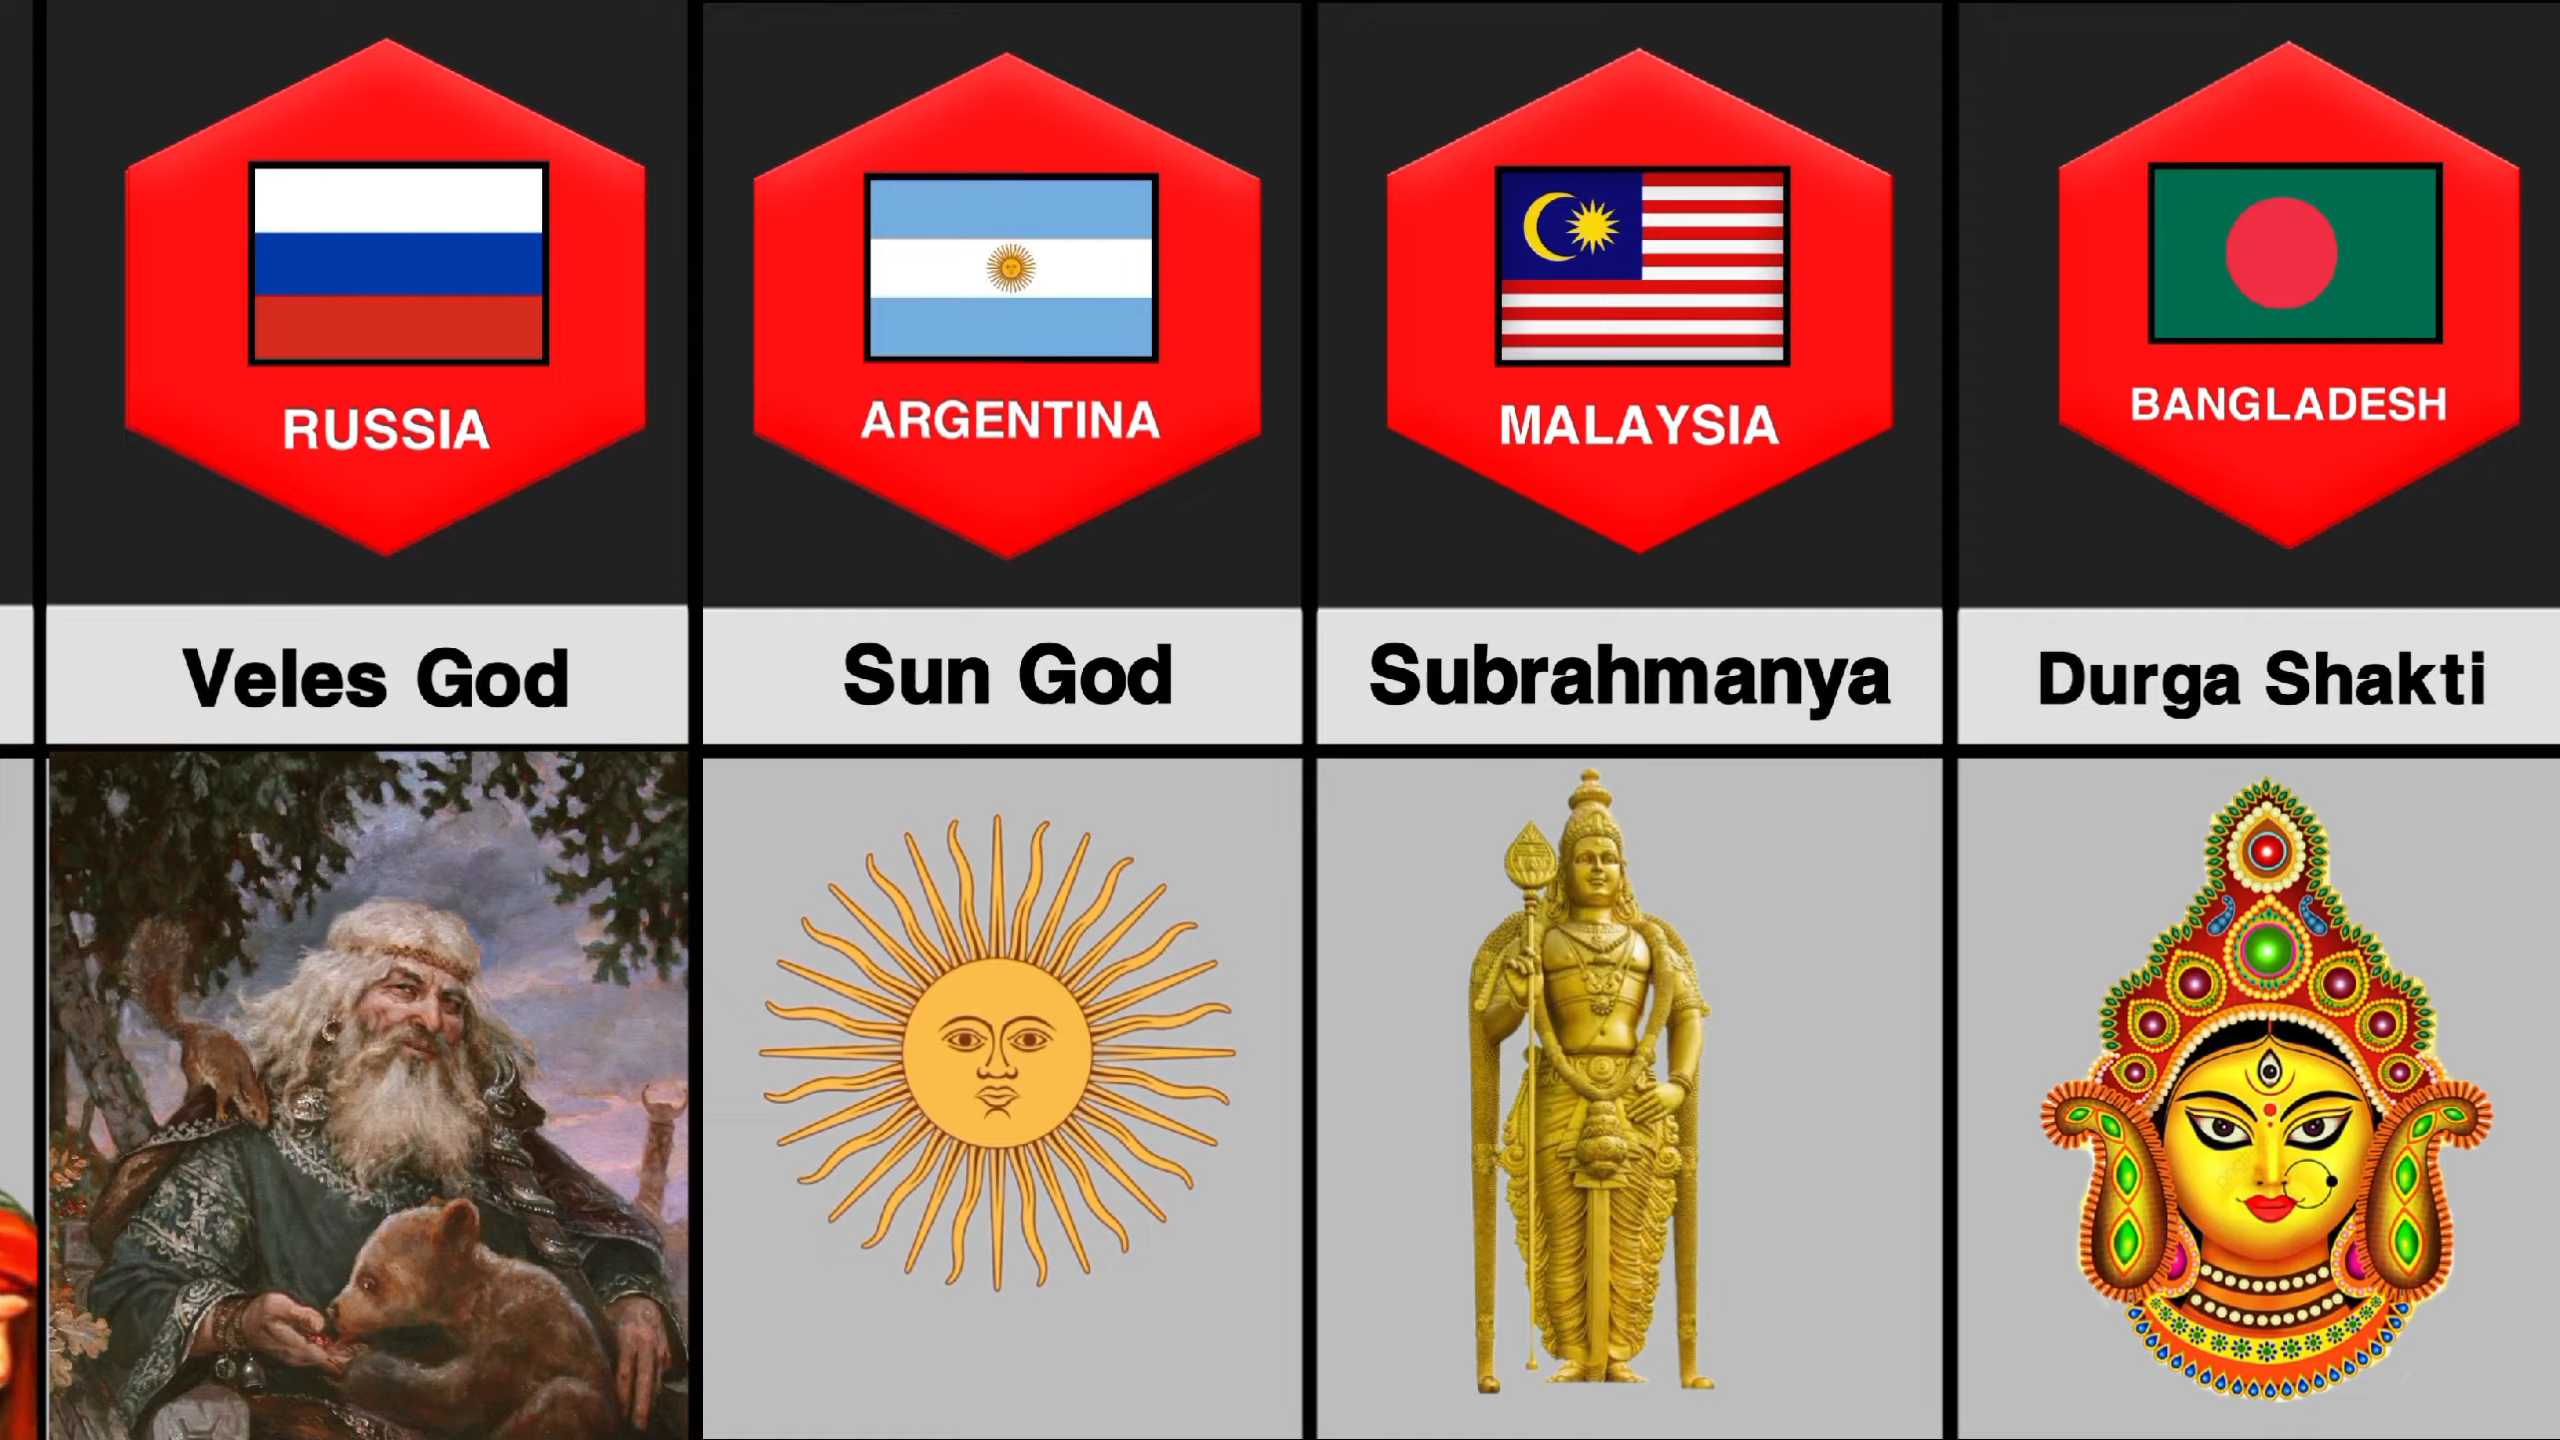 RUSSIA
ARGENTINA
MALAYSIA
BANGLADESH
Veles God
Sun God
Subrahmanya
Durga Shakti